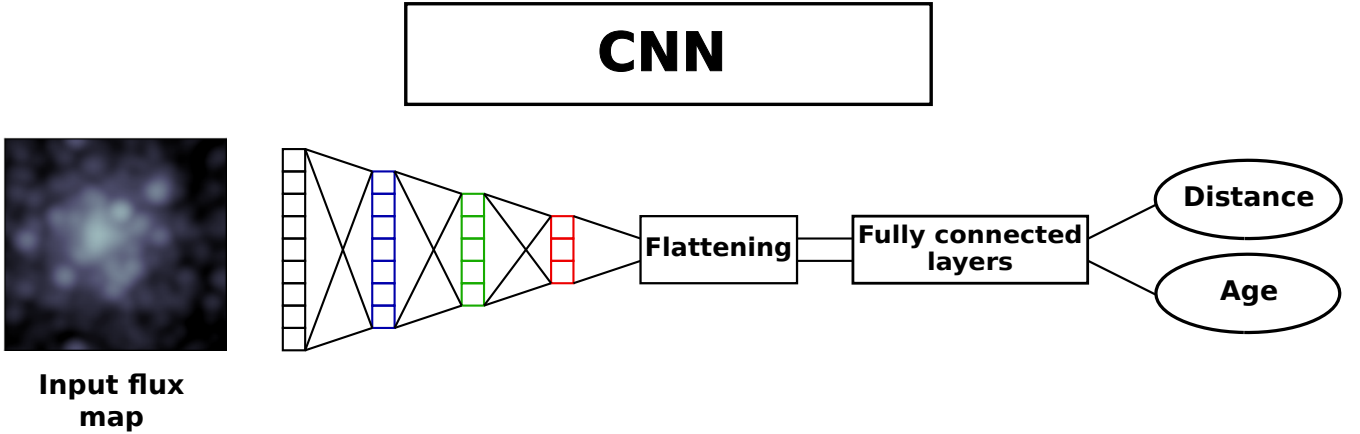 CNN
Flattening
Fully connected
layers
Distance
Age
Input flux
map